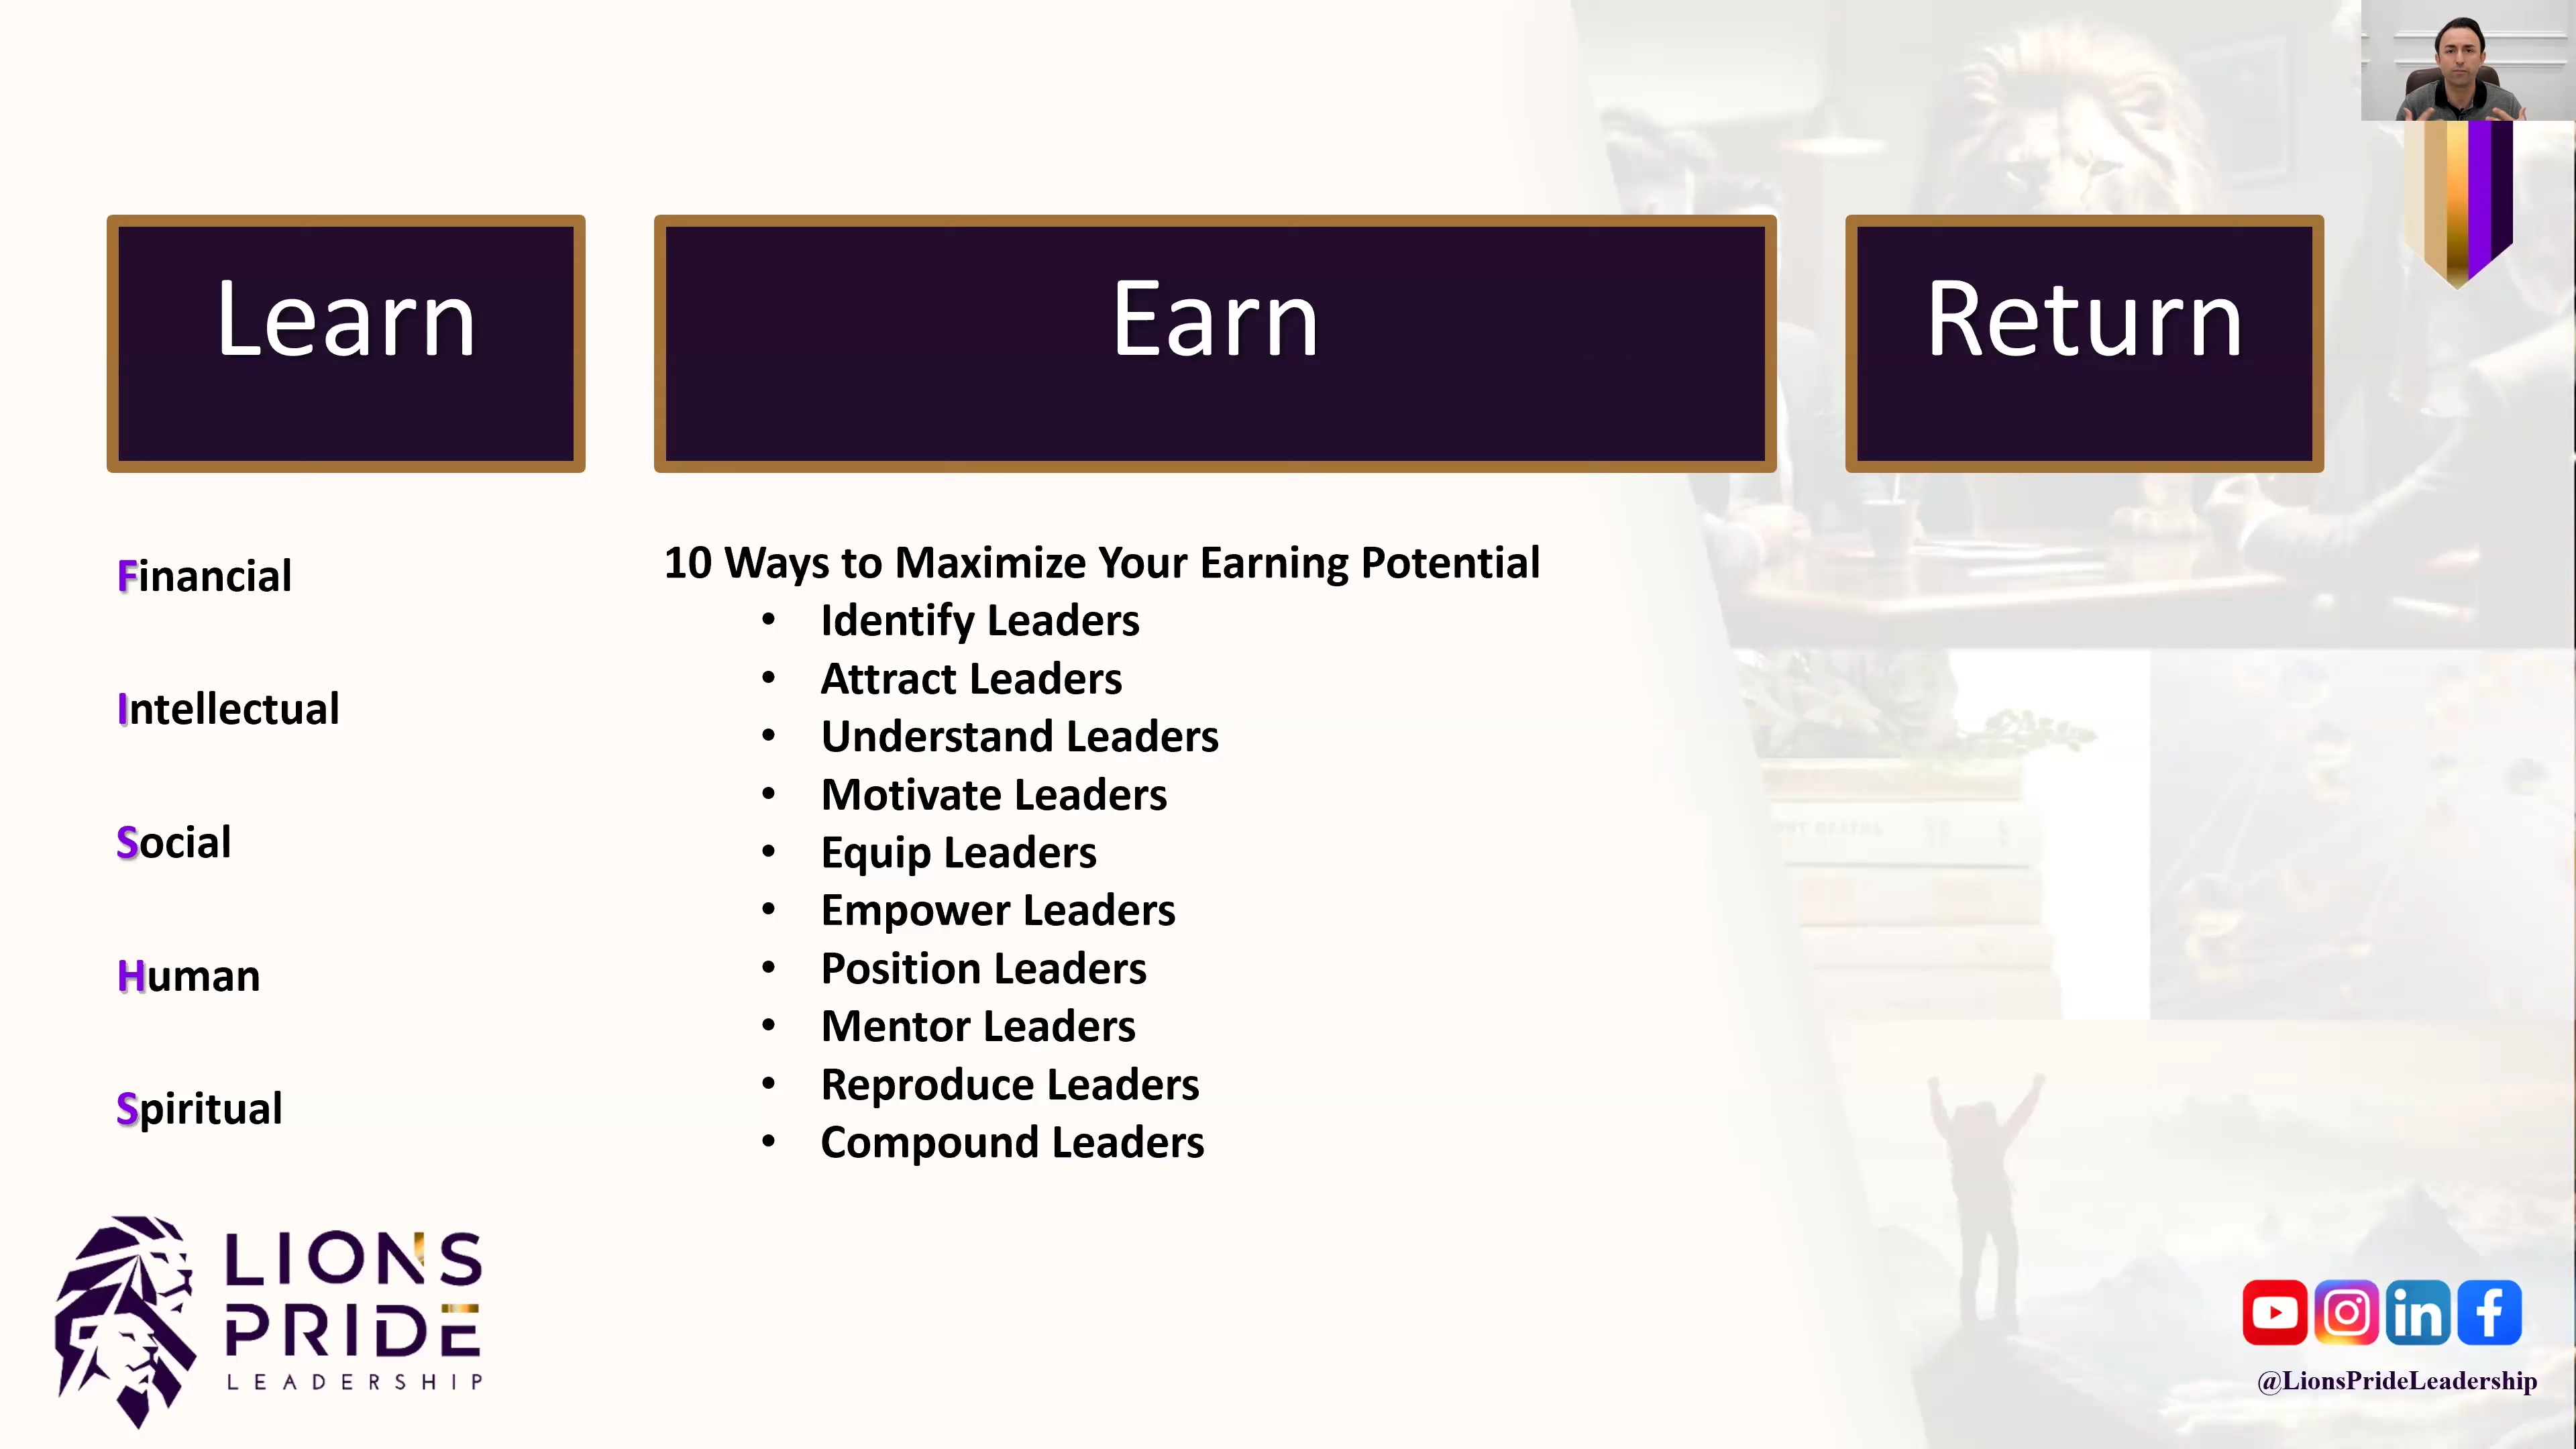 Learn
Earn
Return
Financial
Intellectual
Social
Human
Spiritual
10 Ways to Maximize Your Earning Potential
• Identify Leaders
• Attract Leaders
• Understand Leaders
• Motivate Leaders
• Equip Leaders
• Empower Leaders
• Position Leaders
• Mentor Leaders
• Reproduce Leaders
• Compound Leaders
LIONS
PRIDE
LEADERSHIP
in
@LionsPrideLeadership